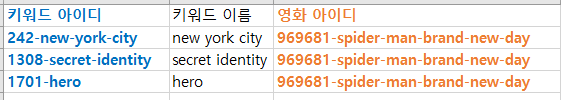 키워드 아이디 키워드 이름 영화 아이디
242-new-york-city new york city 969681-spider-man-brand-new-day
1308-secret-identity secret identity 969681-spider-man-brand-new-day
1701-hero hero 969681-spider-man-brand-new-day